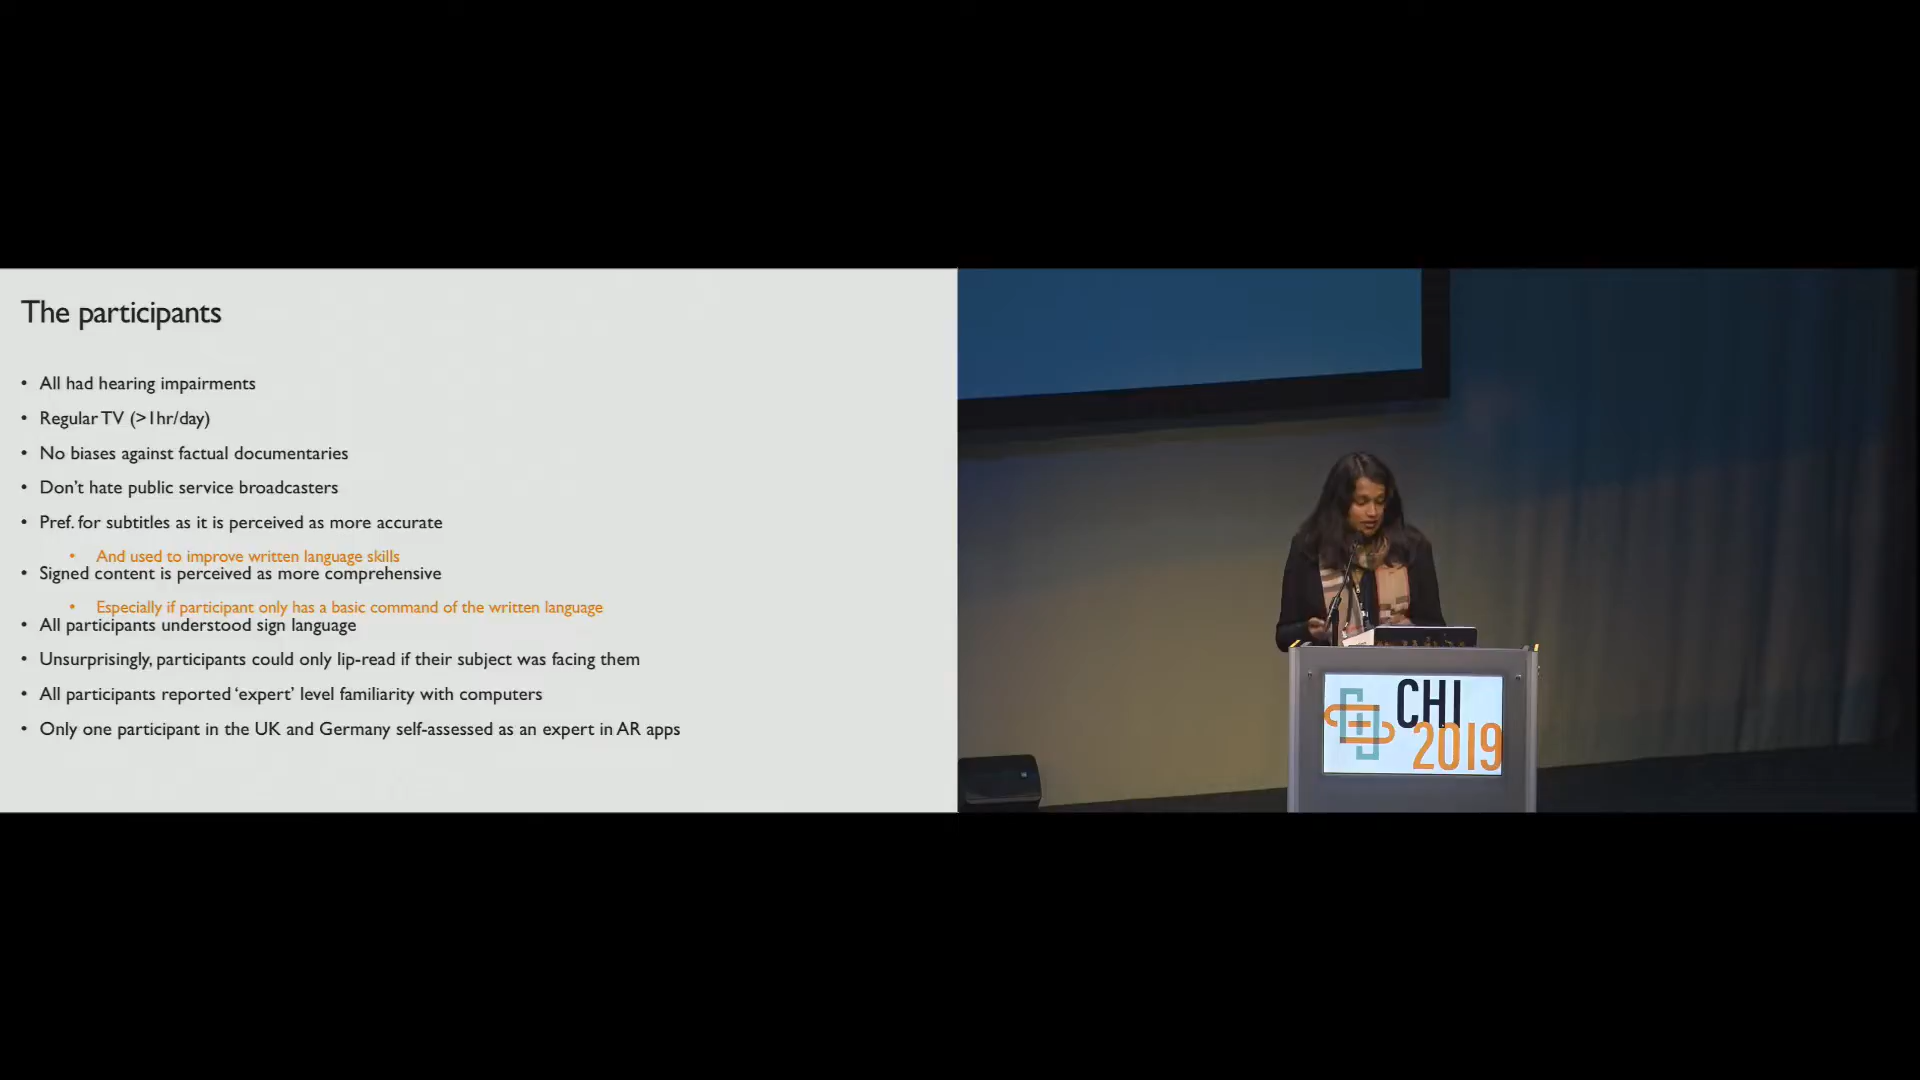 The participants
• All had hearing impairments
• Regular TV (>1hr/day)
• No biases against factual documentaries
• Don't hate public service broadcasters
• Pref. for subtitles as it is perceived as more accurate
• And used to improve written language skills
• Signed content is perceived as more comprehensive
• Especially if participant only has a basic command of the written language
• All participants understood sign language
• Unsurprisingly, participants could only lip-read if their subject was facing them
• All participants reported ‘expert’ level familiarity with computers
• Only one participant in the UK and Germany self-assessed as an expert in AR apps
CHI
2019